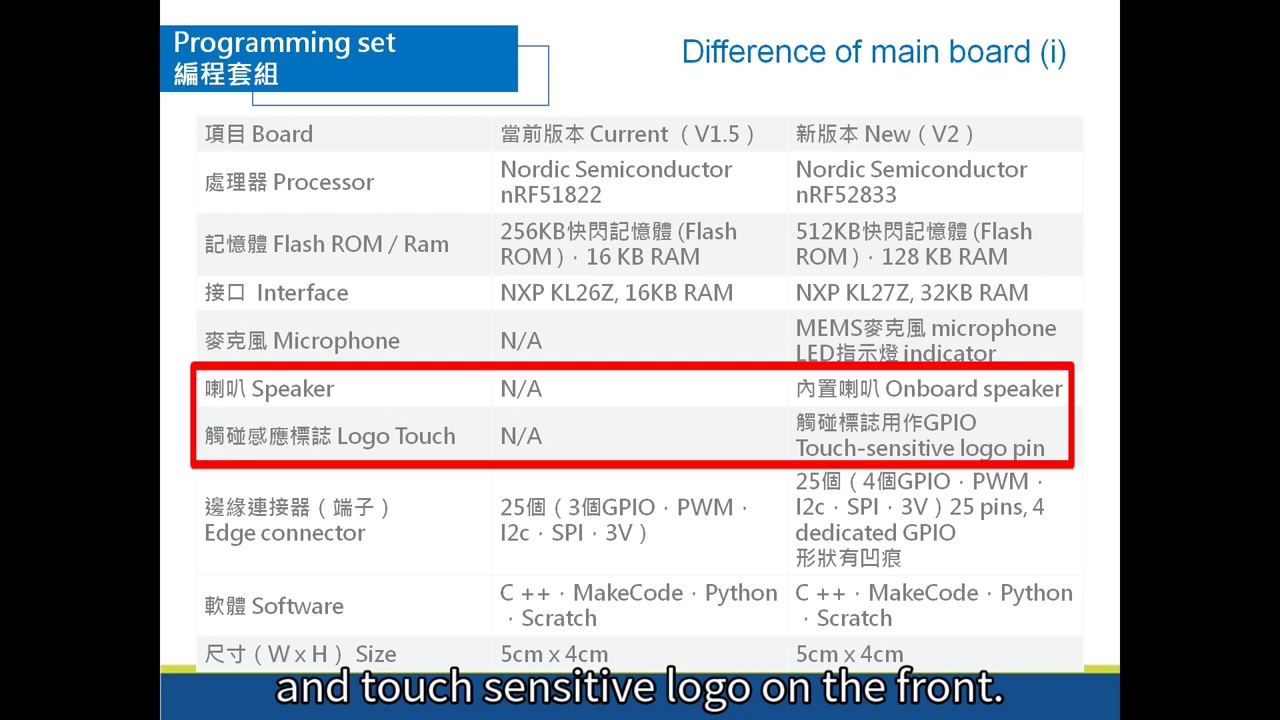 Programming set
編程套組
Difference of main board (i)
項目 Board
當前版本 Current （V1.5）
新版本 New（V2）
處理器 Processor
Nordic Semiconductor
nRF51822
Nordic Semiconductor
nRF52833
記憶體 Flash ROM / Ram
256KB快閃記憶體 (Flash
ROM )，16 KB RAM
512KB快閃記憶體 (Flash
ROM )，128 KB RAM
接口 Interface
NXP KL26Z, 16KB RAM
NXP KL27Z, 32KB RAM
麥克風 Microphone
N/A
MEMS麥克風 microphone
LED指示燈 indicator
喇叭 Speaker
N/A
內置喇叭 Onboard speaker
觸碰感應標誌 Logo Touch
N/A
觸碰標誌用作GPIO
Touch-sensitive logo pin
邊緣連接器（端子）
Edge connector
25個（3個GPIO，PWM，
I2c，SPI，3V）
25個（4個GPIO，PWM，
I2c，SPI，3V）25 pins, 4
dedicated GPIO
形狀有凹痕
軟體 Software
C ++，MakeCode，Python
，Scratch
C ++，MakeCode，Python
，Scratch
尺寸（W x H）Size
5cm x 4cm
5cm x 4cm
and touch sensitive logo on the front.